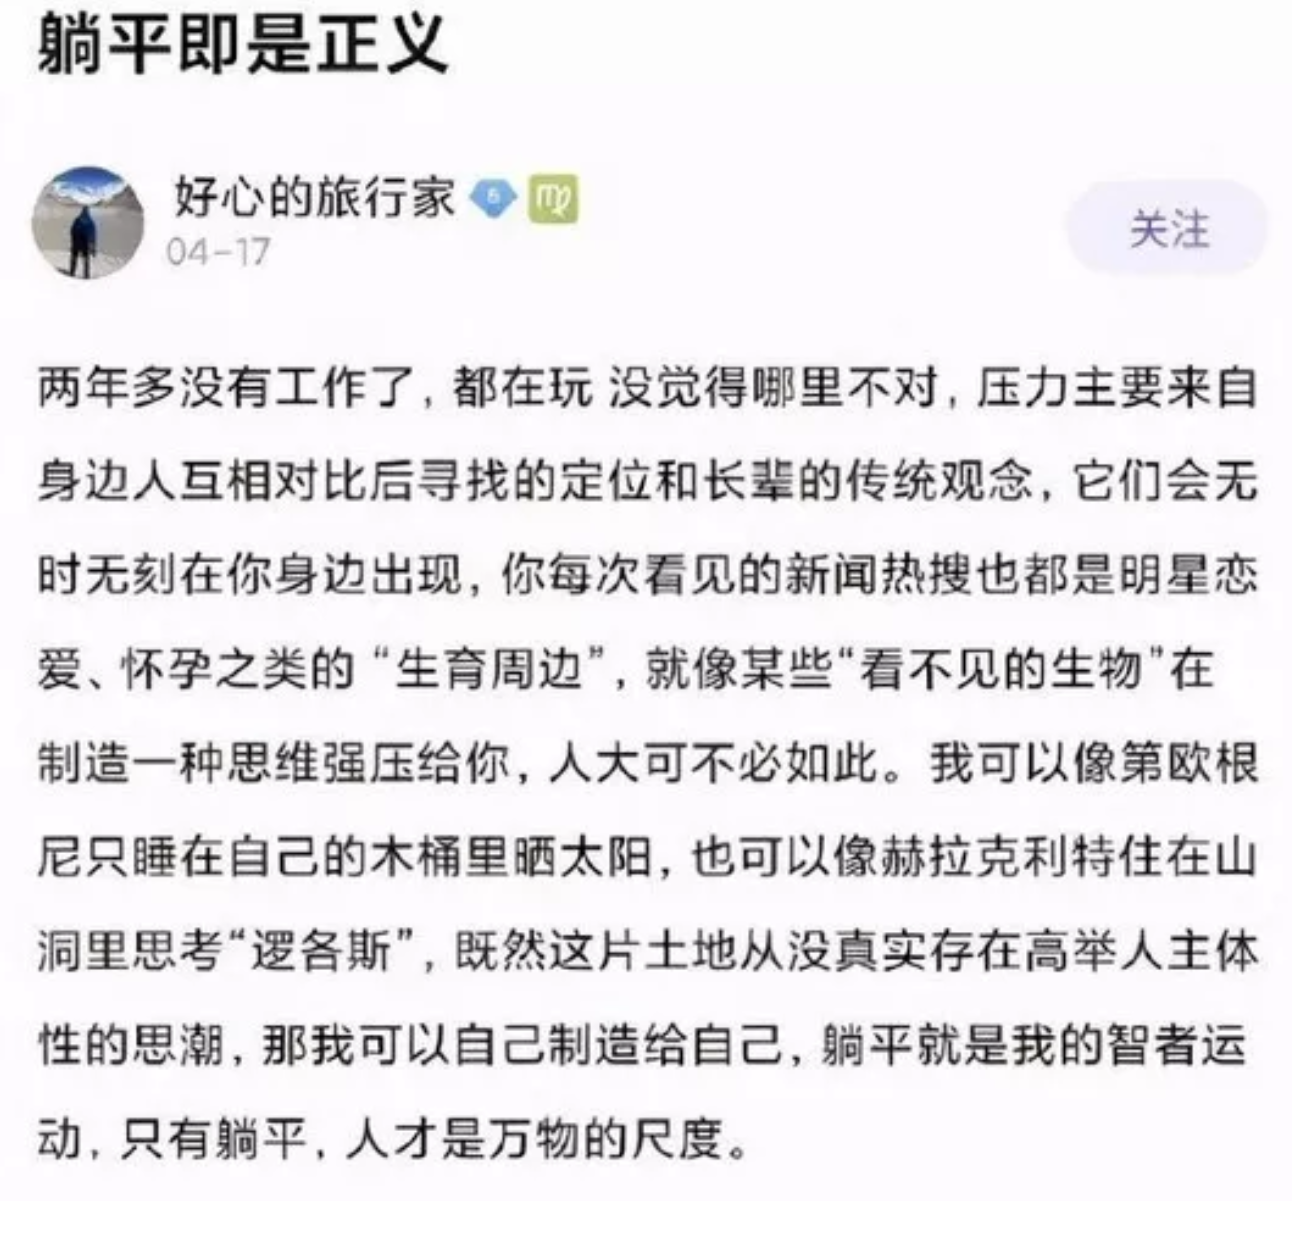 躺平即是正义
好心的旅行家 6
04-17
关注
两年多没有工作了，都在玩 没觉得哪里不对，压力主要来自
身边人互相对比后寻找的定位和长辈的传统观念，它们会无
时无刻在你身边出现，你每次看见的新闻热搜也都是明星恋
爱、怀孕之类的 “生育周边”，就像某些“看不见的生物”在
制造一种思维强压给你，人大可不必如此。我可以像第欧根
尼只睡在自己的木桶里晒太阳，也可以像赫拉克利特住在山
洞里思考“逻各斯”，既然这片土地从没真实存在高举人主体
性的思潮，那我可以自己制造给自己，躺平就是我的智者运
动，只有躺平，人才是万物的尺度。